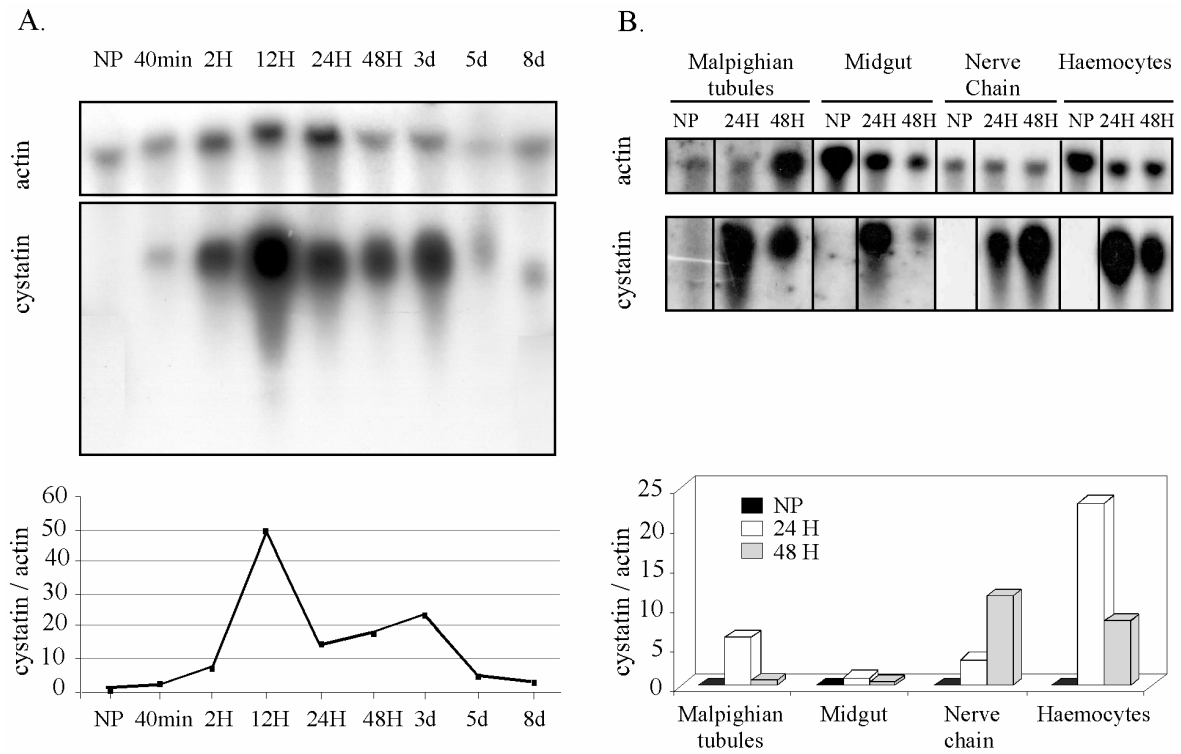 A.
NP 40min 2H 12H 24H 48H 3d 5d 8d
actin
cystatin
60
50
40
30
20
10
0
cystatin / actin
NP 40min 2H 12H 24H 48H 3d 5d 8d
B.
Malpighian tubules Midgut Nerve Chain Haemocytes
NP 24H 48H NP 24H 48H NP 24H 48H NP 24H 48H
actin
cystatin
25
20
15
10
5
0
cystatin / actin
NP
24 H
48 H
Malpighian tubules Midgut Nerve chain Haemocytes